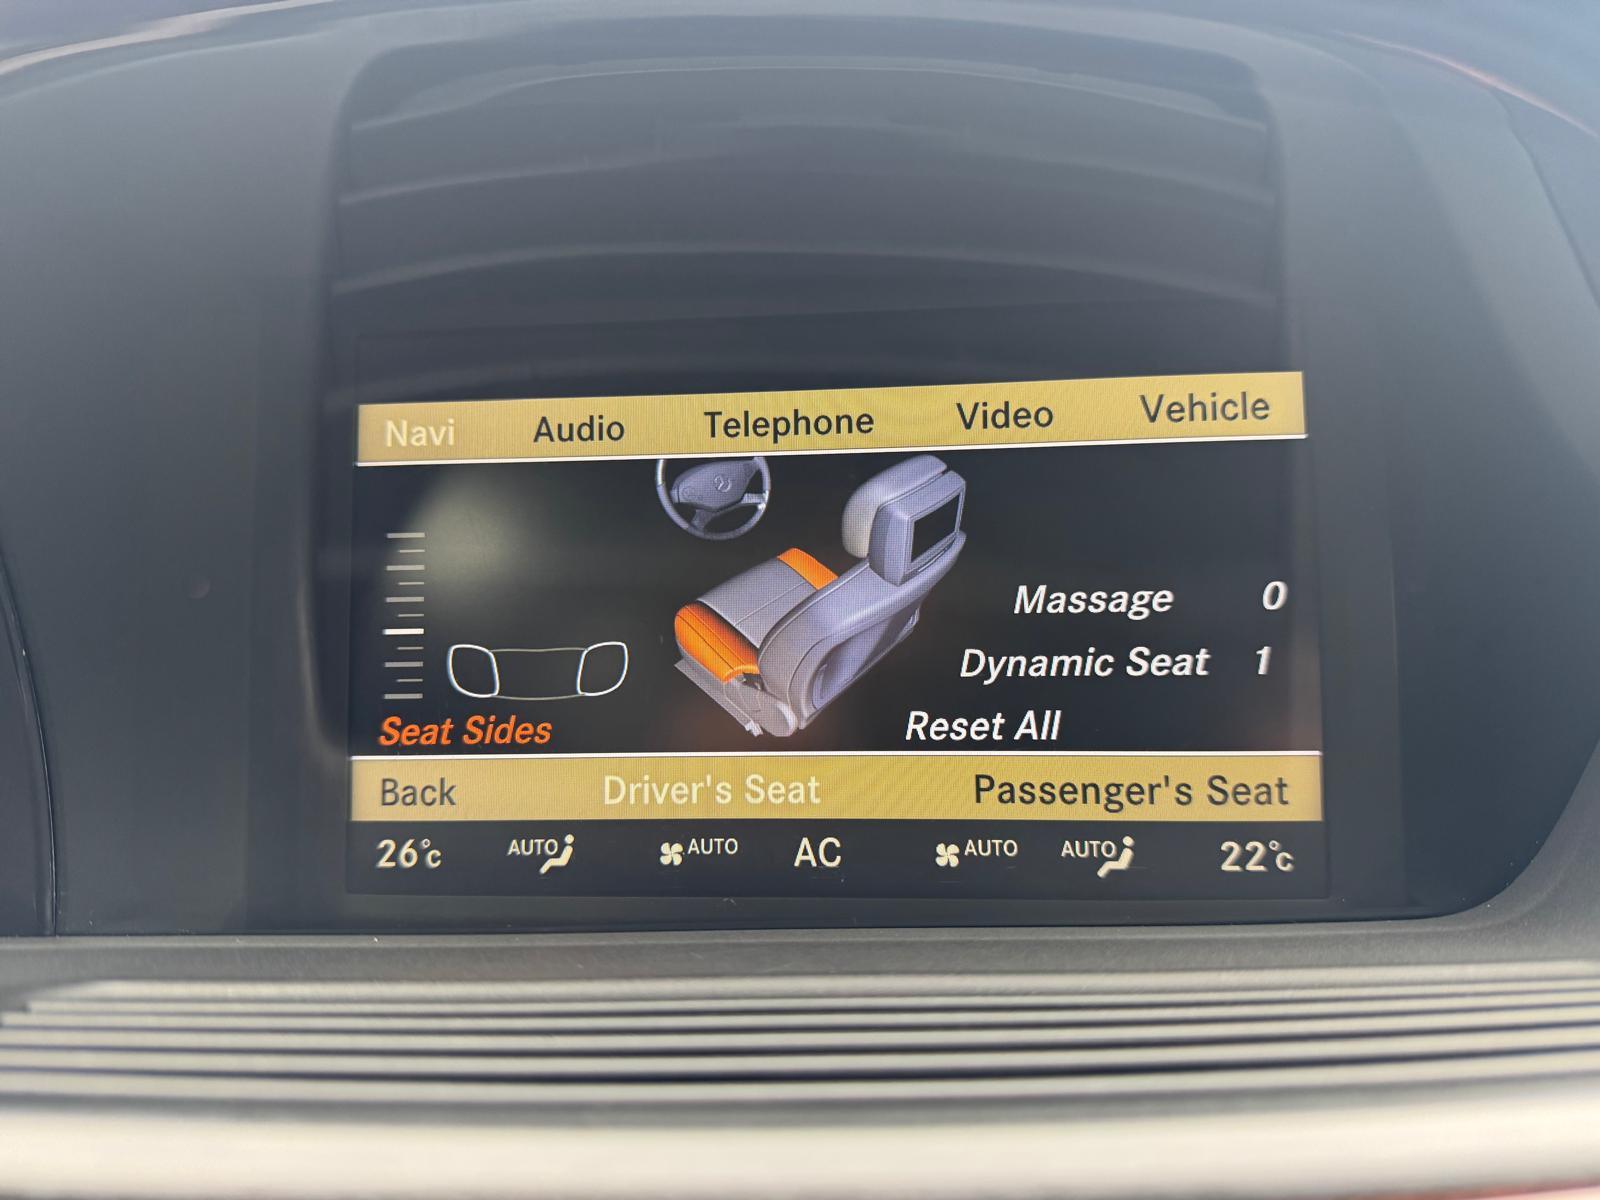 Navi Audio Telephone Video Vehicle
Massage 0
Dynamic Seat 1
Seat Sides Reset All
Back Driver's Seat Passenger's Seat
26°C AUTO AUTO AC AUTO AUTO 22°C